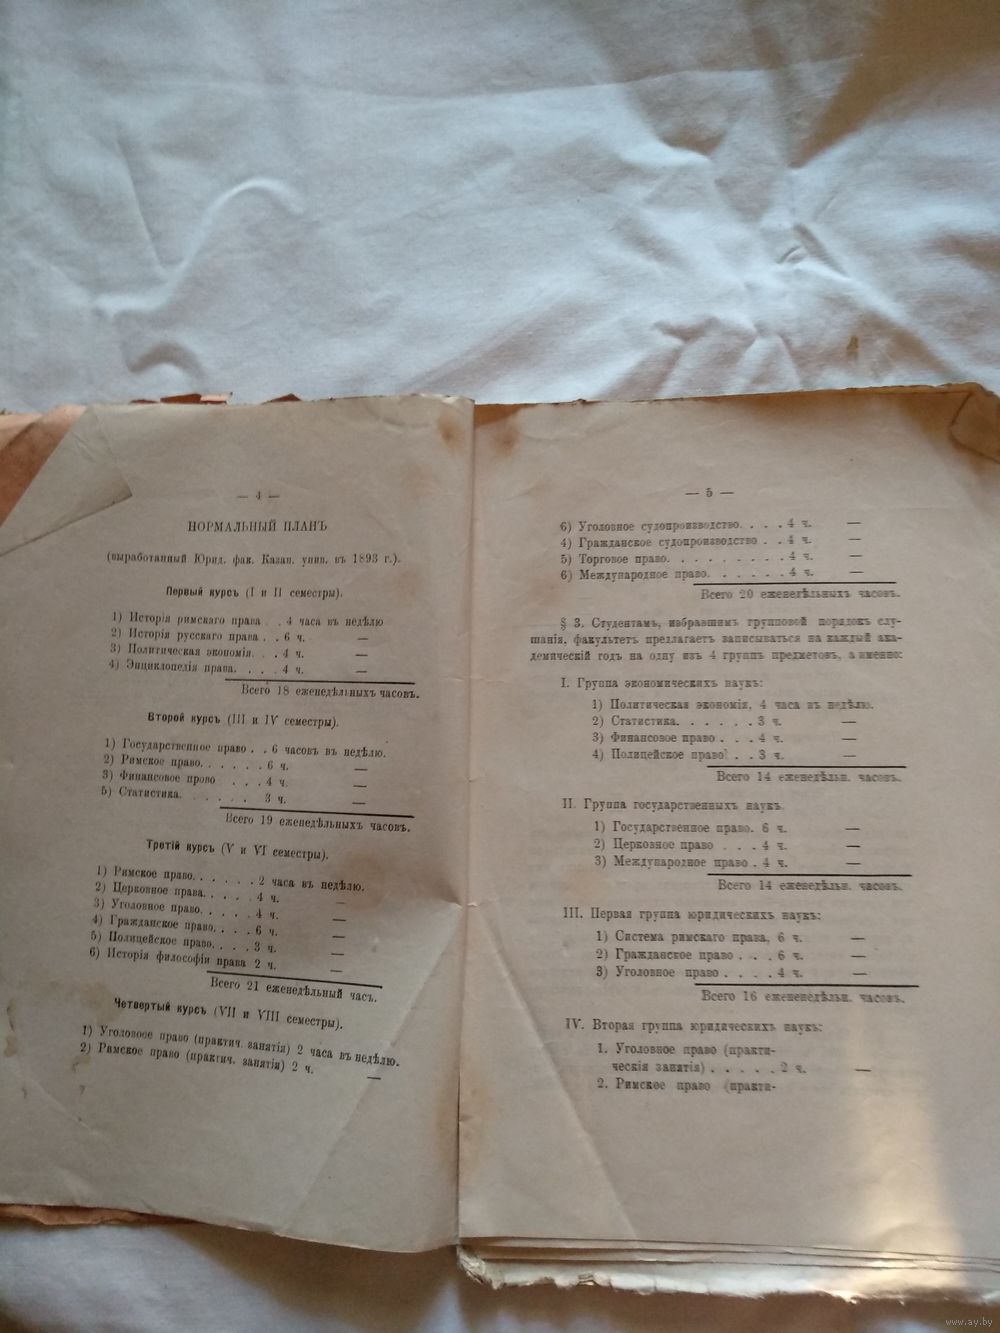 — 4 —
НОРМАЛЬНЫЙ ПЛАНЪ
(выработанный Юрид. фак. Казан. унив. въ 1893 г.).
Первый курсъ (I и II семестры).
1) Исторія римскаго права . . 4 часа въ недѣлю
2) Исторія русскаго права . . 6 ч. —
3) Политическая экономія. . . 4 ч. —
4) Энциклопедія права. . . . 4 ч. —
Всего 18 еженедѣльныхъ часовъ.
Второй курсъ (III и IV семестры).
1) Государственное право . . 6 часовъ въ недѣлю.
2) Римское право. . . . . . 6 ч. —
3) Финансовое право . . . 4 ч. —
5) Статистика. . . . . . 3 ч. —
Всего 19 еженедѣльныхъ часовъ.
Третій курсъ (V и VI семестры).
1) Римское право. . . . . . 2 часа въ недѣлю.
2) Церковное права. . . . . 4 ч. —
3) Уголовное право. . . . . 4 ч. —
4) Гражданское право. . . . 6 ч. —
5) Полицейское право. . . . 3 ч. —
6) Исторія философіи права 2 ч. —
Всего 21 еженедѣльный часъ.
Четвертый курсъ (VII и VIII семестры).
1) Уголовное право (практич. занятія) 2 часа въ недѣлю.
2) Римское право (практич. занятія) 2 ч. —
— 5 —
6) Уголовное судопроизводство. . . . 4 ч. —
4) Гражданское судопроизводство . . 4 ч. —
5) Торговое право. . . . . . . . . 4 ч. —
6) Международное право. . . . . . 4 ч. —
Всего 20 еженедѣльныхъ часовъ.
§ 3. Студентамъ, избравшимъ групповой порядокъ слу-
шанія, факультетъ предлагаетъ записываться на каждый ака-
демическій годъ на одну изъ 4 группъ предметовъ, а именно:
I. Группа экономическихъ наукъ:
1) Политическая экономія, 4 часа въ недѣлю.
2) Статистика. . . . . . 3 ч. —
3) Финансовое право . . . 4 ч. —
4) Полицейское право . . 3 ч. —
Всего 14 еженедѣльн. часовъ.
II. Группа государственныхъ наукъ
1) Государственное право. 6 ч. —
2) Церковное право . . . 4 ч. —
3) Международное право . 4 ч. —
Всего 14 еженедѣльн. часовъ.
III. Первая группа юридическихъ наукъ:
1) Система римскаго права, 6 ч. —
2) Гражданское право . . . 6 ч. —
3) Уголовное право . . . . 4 ч. —
Всего 16 еженедѣльн. часовъ.
IV. Вторая группа юридическихъ наукъ:
1. Уголовное право (практи-
ческія занятія) . . . . . 2 ч. —
2. Римское право (практи-
www.ay.by